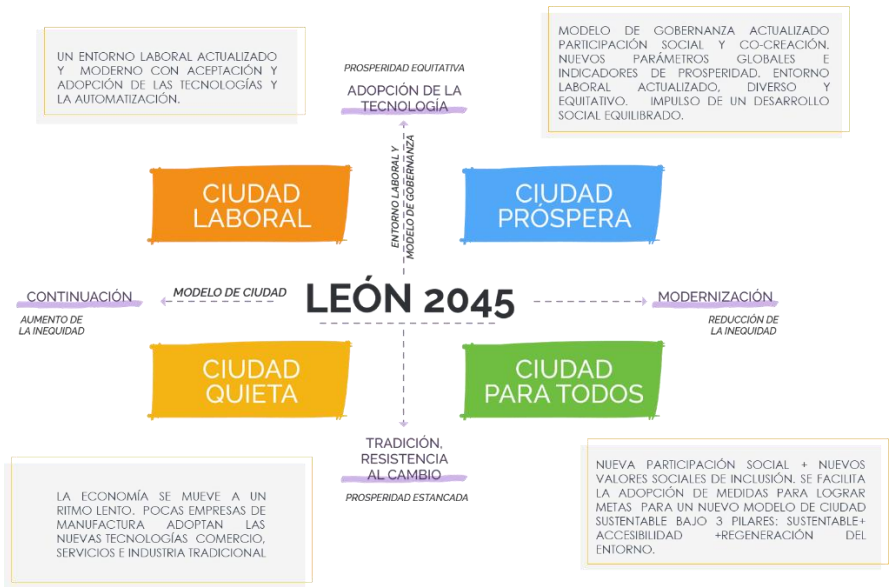 UN ENTORNO LABORAL ACTUALIZADO
Y MODERNO CON ACEPTACIÓN Y
ADOPCIÓN DE LAS TECNOLOGÍAS Y
LA AUTOMATIZACIÓN.
PROSPERIDAD EQUITATIVA
ADOPCIÓN DE LA
TECNOLOGÍA
MODELO DE GOBERNANZA ACTUALIZADO
PARTICIPACIÓN SOCIAL Y CO-CREACIÓN.
NUEVOS PARÁMETROS GLOBALES E
INDICADORES DE PROSPERIDAD. ENTORNO
LABORAL ACTUALIZADO, DIVERSO Y
EQUITATIVO. IMPULSO DE UN DESARROLLO
SOCIAL EQUILIBRADO.
CIUDAD
LABORAL
ENTORNO LABORAL Y
MODELO DE GOBERNANZA
CIUDAD
PRÓSPERA
CONTINUACIÓN
AUMENTO DE
LA INEQUIDAD
MODELO DE CIUDAD
LEÓN 2045
MODERNIZACIÓN
REDUCCIÓN DE
LA INEQUIDAD
CIUDAD
QUIETA
CIUDAD
PARA TODOS
TRADICIÓN,
RESISTENCIA
AL CAMBIO
PROSPERIDAD ESTANCADA
LA ECONOMÍA SE MUEVE A UN
RITMO LENTO. POCAS EMPRESAS DE
MANUFACTURA ADOPTAN LAS
NUEVAS TECNOLOGÍAS COMERCIO,
SERVICIOS E INDUSTRIA TRADICIONAL
NUEVA PARTICIPACIÓN SOCIAL + NUEVOS
VALORES SOCIALES DE INCLUSIÓN. SE FACILITA
LA ADOPCIÓN DE MEDIDAS PARA LOGRAR
METAS PARA UN NUEVO MODELO DE CIUDAD
SUSTENTABLE BAJO 3 PILARES; SUSTENTABLE+
ACCESIBILIDAD +REGENERACIÓN DEL
ENTORNO.